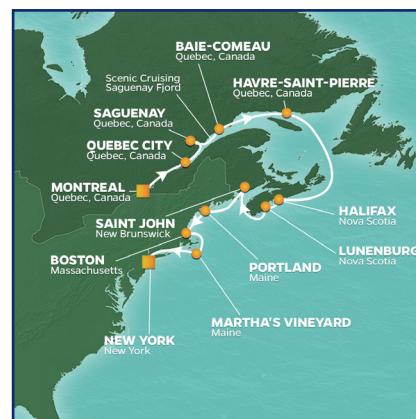 BAIE-COMEAU
Quebec, Canada
Scenic Cruising
Saguenay Fjord
HAVRE-SAINT-PIERRE
Quebec, Canada
SAGUENAY
Quebec, Canada
QUEBEC CITY
Quebec, Canada
MONTREAL
Quebec, Canada
HALIFAX
Nova Scotia
SAINT JOHN
New Brunswick
LUNENBURG
Nova Scotia
BOSTON
Massachusetts
PORTLAND
Maine
MARTHA'S VINEYARD
Maine
NEW YORK
New York